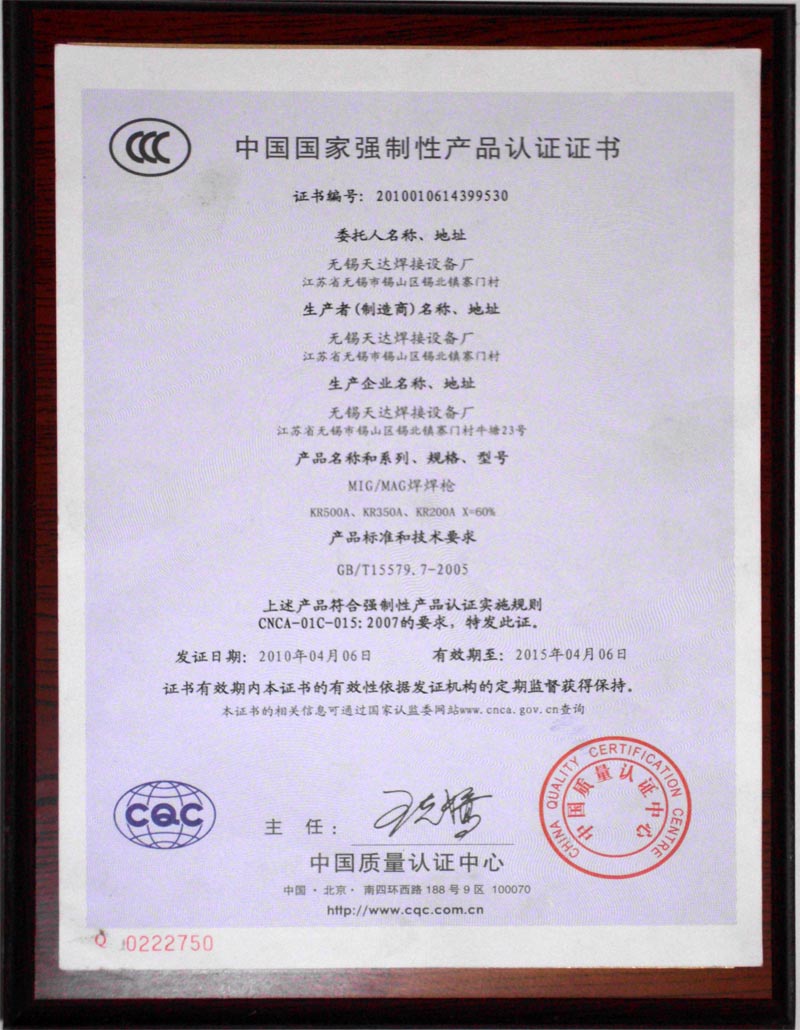 CCC
中国国家强制性产品认证证书
证书编号: 2010010614399530
委托人名称、地址
无锡天达焊接设备厂
江苏省无锡市锡山区锡北镇寨门村
生产者(制造商)名称、地址
无锡天达焊接设备厂
江苏省无锡市锡山区锡北镇寨门村
生产企业名称、地址
无锡天达焊接设备厂
江苏省无锡市锡山区锡北镇寨门村牛塘23号
产品名称和系列、规格、型号
MIG/MAG焊焊枪
KR500A、KR350A、KR200A X=60%
产品标准和技术要求
GB/T15579.7-2005
上述产品符合强制性产品认证实施规则
CNCA-01C-015:2007的要求, 特发此证。
发证日期: 2010年04月06日 有效期至: 2015年04月06日
证书有效期内本证书的有效性依据发证机构的定期监督获得保持。
本证书的相关信息可通过国家认监委网站www.cnca.gov.cn查询
CQC
主 任:
CHINA QUALITY CERTIFICATION CENTRE
中国质量认证中心
中国质量认证中心
中国·北京·南四环西路188号9区 100070
http://www.cqc.com.cn
Q 0222750